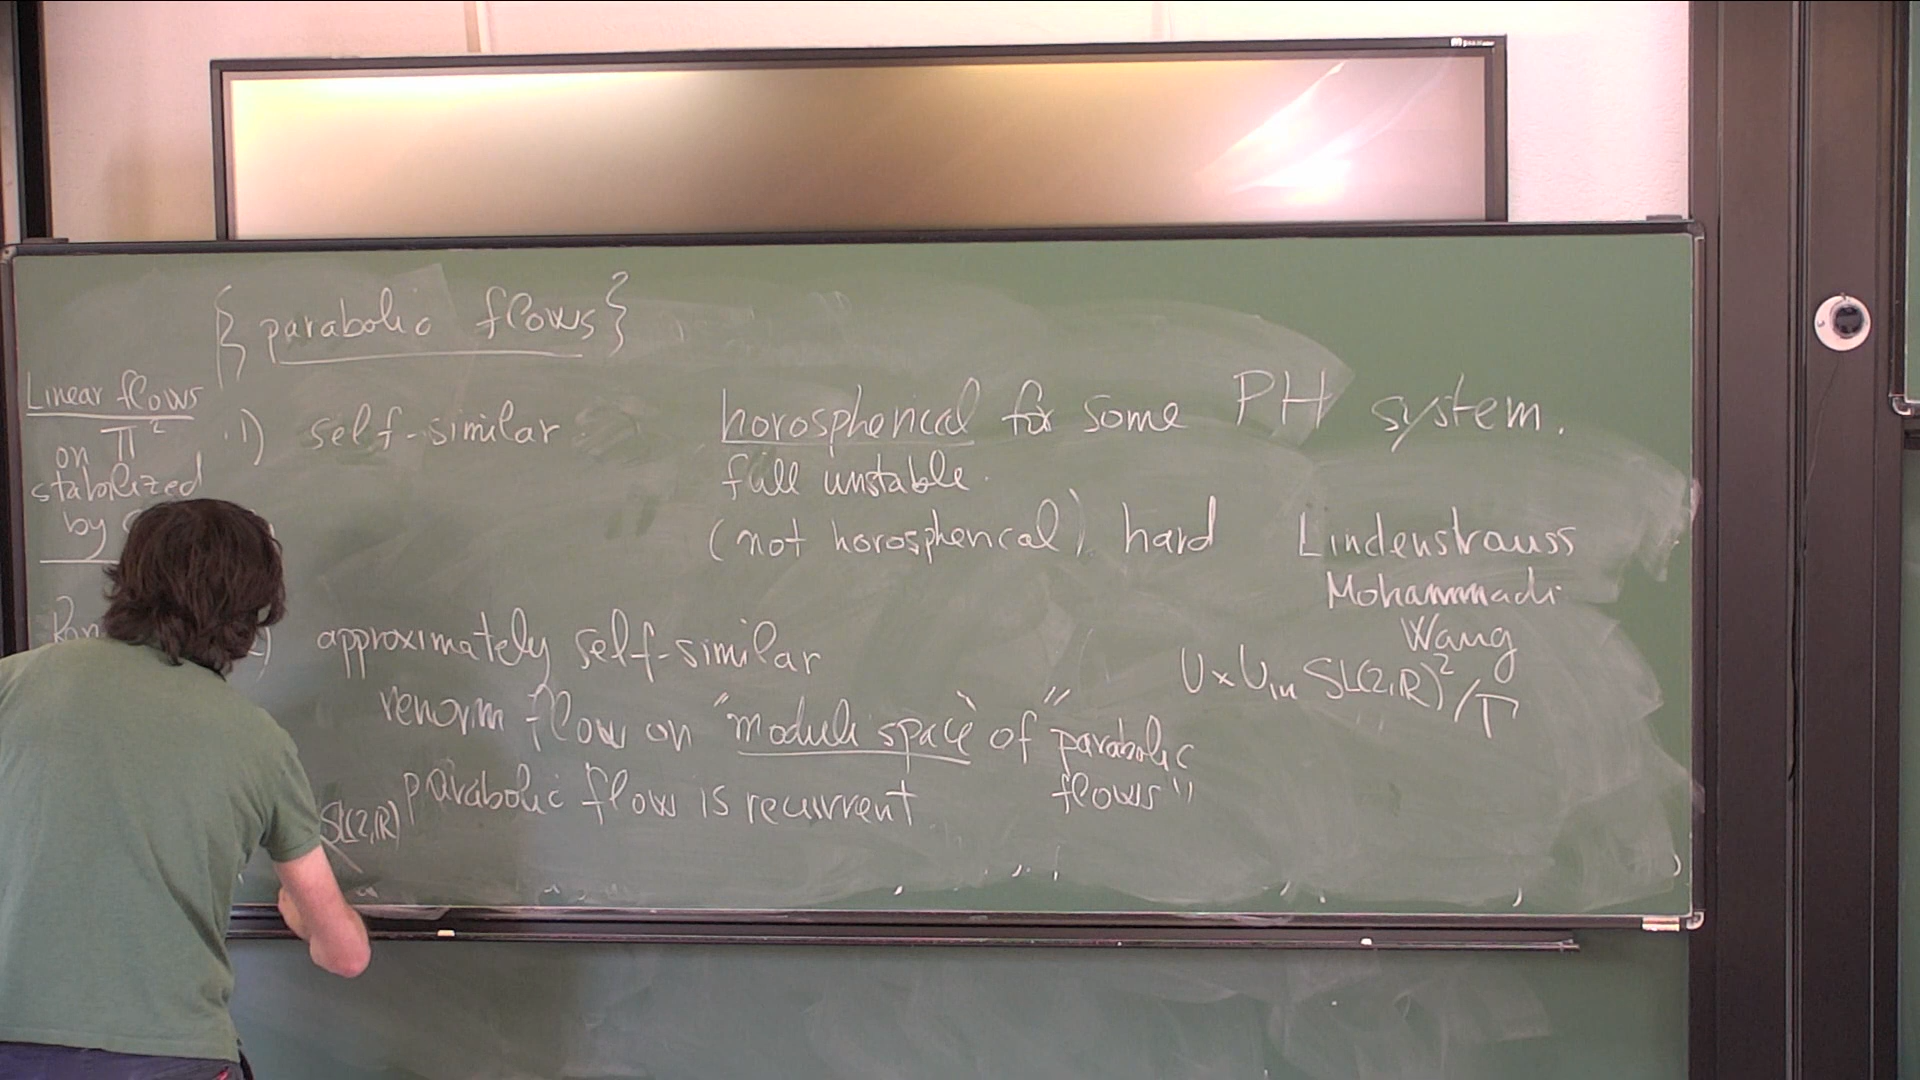 { parabolic flows }
Linear flows
on 𝕋²
stabilized
by
1) self-similar
horospherical for some PH system.
full unstable.
(not horospherical) hard
Lindenstrauss
Mohammadi
Wang
U × U in SL(2,ℝ)²/Γ
2) approximately self-similar
renorm flow on "moduli space" of "parabolic
flows"
parabolic flow is recurrent
SL(2,ℝ)